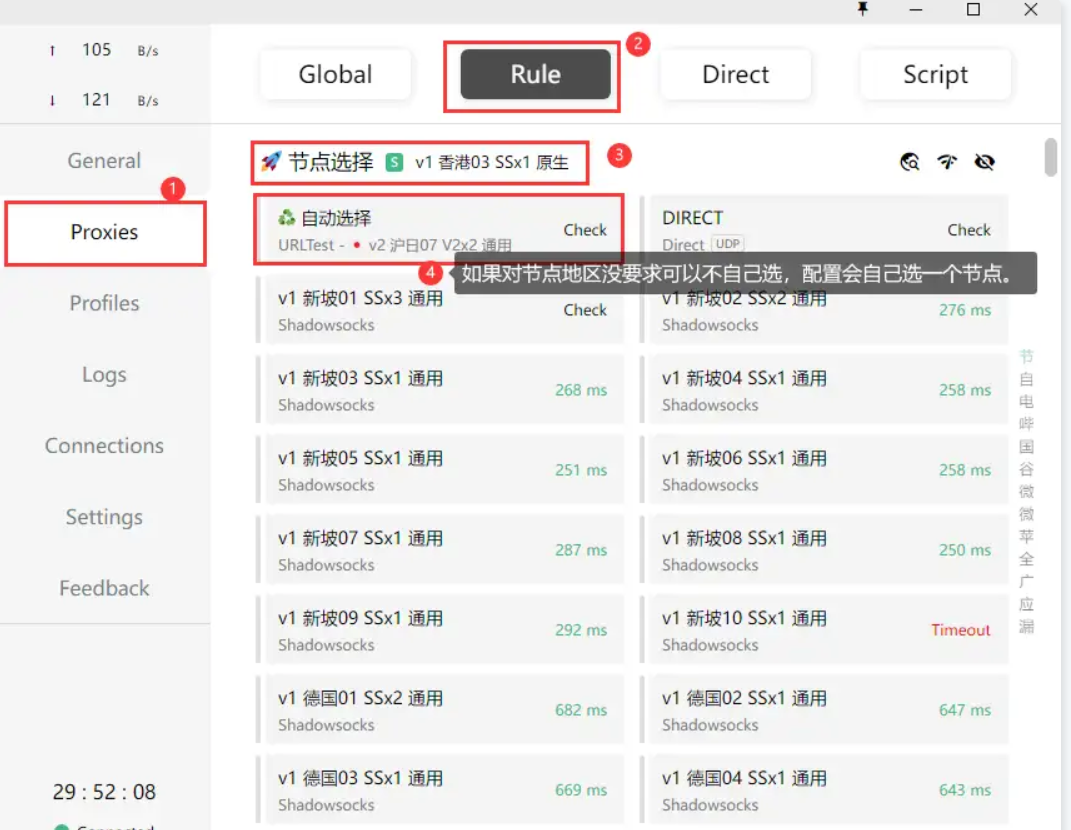 ↑ 105 B/s
↓ 121 B/s
General
1
Proxies
Profiles
Logs
Connections
Settings
Feedback
29 : 52 : 08
Connected
Global
Rule
2
Direct
Script
节点选择 S v1 香港03 SSx1 原生
3
自动选择
URLTest - v2 沪日07 V2x2 通用
Check
DIRECT
Direct UDP
Check
4 如果对节点地区没要求可以不自己选，配置会自己选一个节点。
v1 新坡01 SSx3 通用
Shadowsocks
Check
v1 新坡02 SSx2 通用
Shadowsocks
276 ms
v1 新坡03 SSx1 通用
Shadowsocks
268 ms
v1 新坡04 SSx1 通用
Shadowsocks
258 ms
v1 新坡05 SSx1 通用
Shadowsocks
251 ms
v1 新坡06 SSx1 通用
Shadowsocks
258 ms
v1 新坡07 SSx1 通用
Shadowsocks
287 ms
v1 新坡08 SSx1 通用
Shadowsocks
250 ms
v1 新坡09 SSx1 通用
Shadowsocks
292 ms
v1 新坡10 SSx1 通用
Shadowsocks
Timeout
v1 德国01 SSx2 通用
Shadowsocks
682 ms
v1 德国02 SSx1 通用
Shadowsocks
647 ms
v1 德国03 SSx1 通用
Shadowsocks
669 ms
v1 德国04 SSx1 通用
Shadowsocks
643 ms
节
自
电
哔
国
谷
微
微
苹
全
广
应
漏